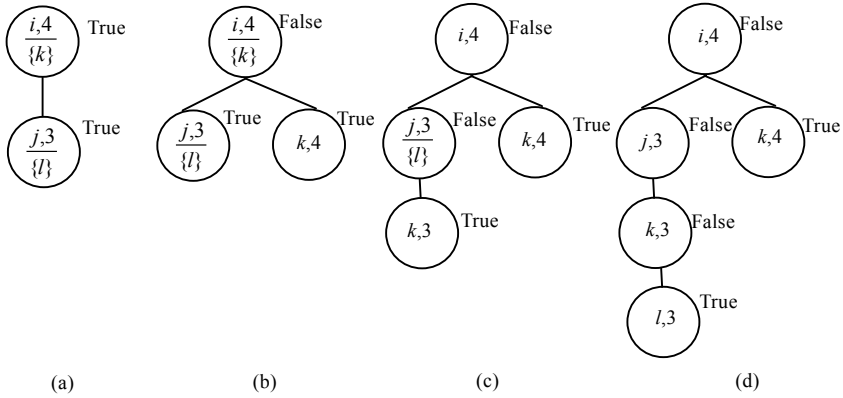 i,4
{k}
True
j,3
{l}
True
(a)
i,4
{k}
False
j,3
{l}
True
k,4
True
(b)
i,4
False
j,3
{l}
False
k,4
True
k,3
True
(c)
i,4
False
j,3
False
k,4
True
k,3
False
l,3
True
(d)